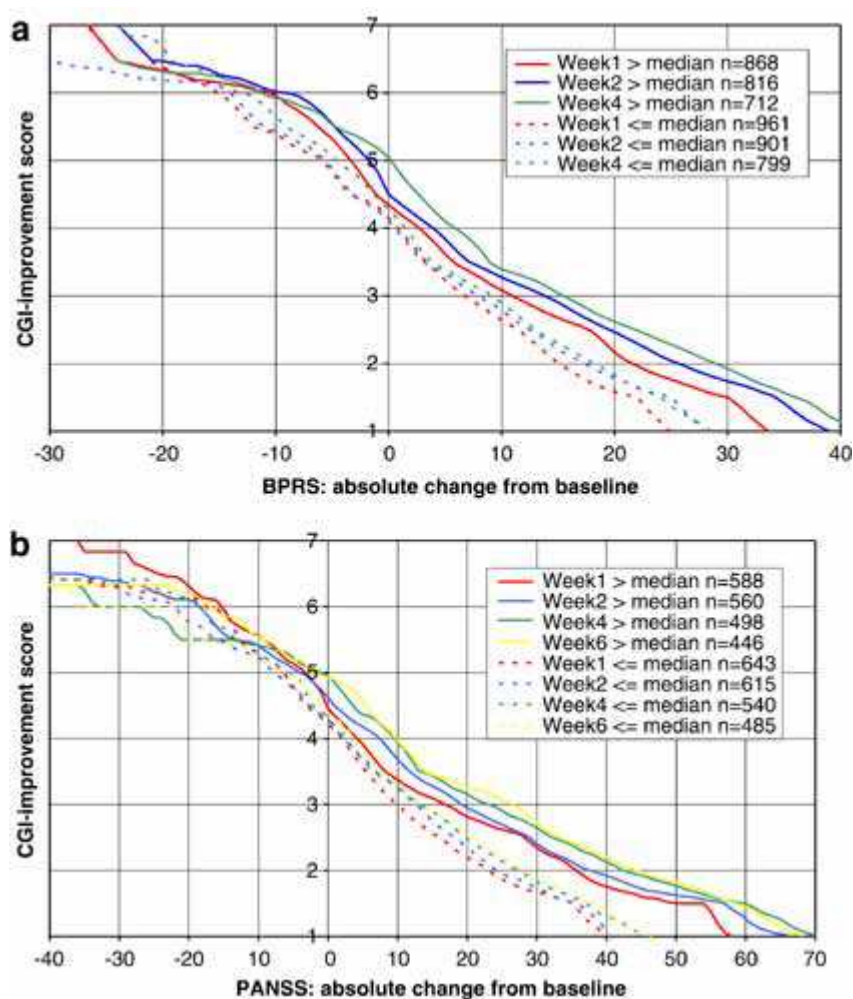 a
7
6
5
4
3
2
1
CGI-improvement score
Week1 > median n=868
Week2 > median n=816
Week4 > median n=712
Week1 <= median n=961
Week2 <= median n=901
Week4 <= median n=799
-30 -20 -10 0 10 20 30 40
BPRS: absolute change from baseline
b
7
6
5
4
3
2
1
CGI-improvement score
Week1 > median n=588
Week2 > median n=560
Week4 > median n=498
Week6 > median n=446
Week1 <= median n=643
Week2 <= median n=615
Week4 <= median n=540
Week6 <= median n=485
-40 -30 -20 -10 0 10 20 30 40 50 60 70
PANSS: absolute change from baseline